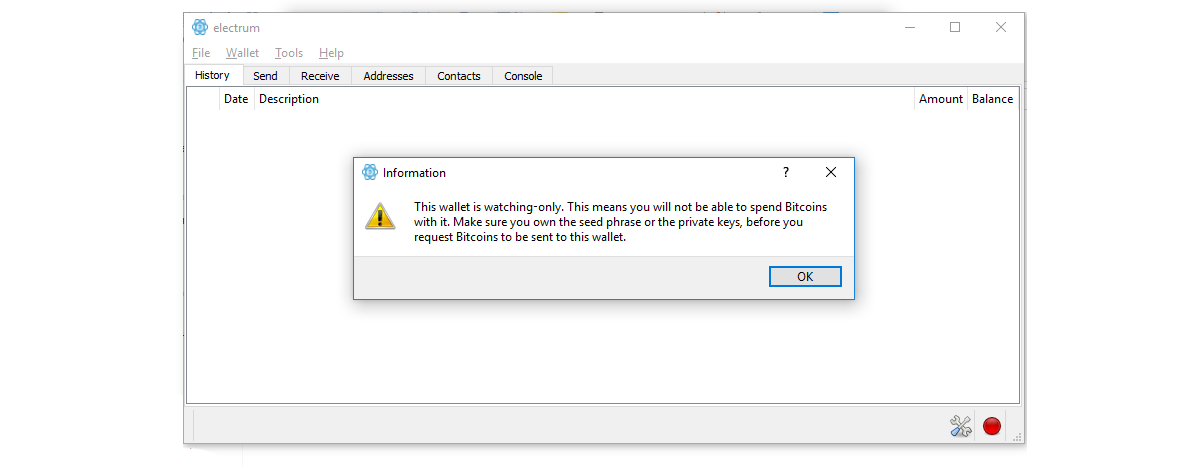 electrum
File Wallet Tools Help
History Send Receive Addresses Contacts Console
Date Description Amount Balance
Information ?
This wallet is watching-only. This means you will not be able to spend Bitcoins
with it. Make sure you own the seed phrase or the private keys, before you
request Bitcoins to be sent to this wallet.
OK